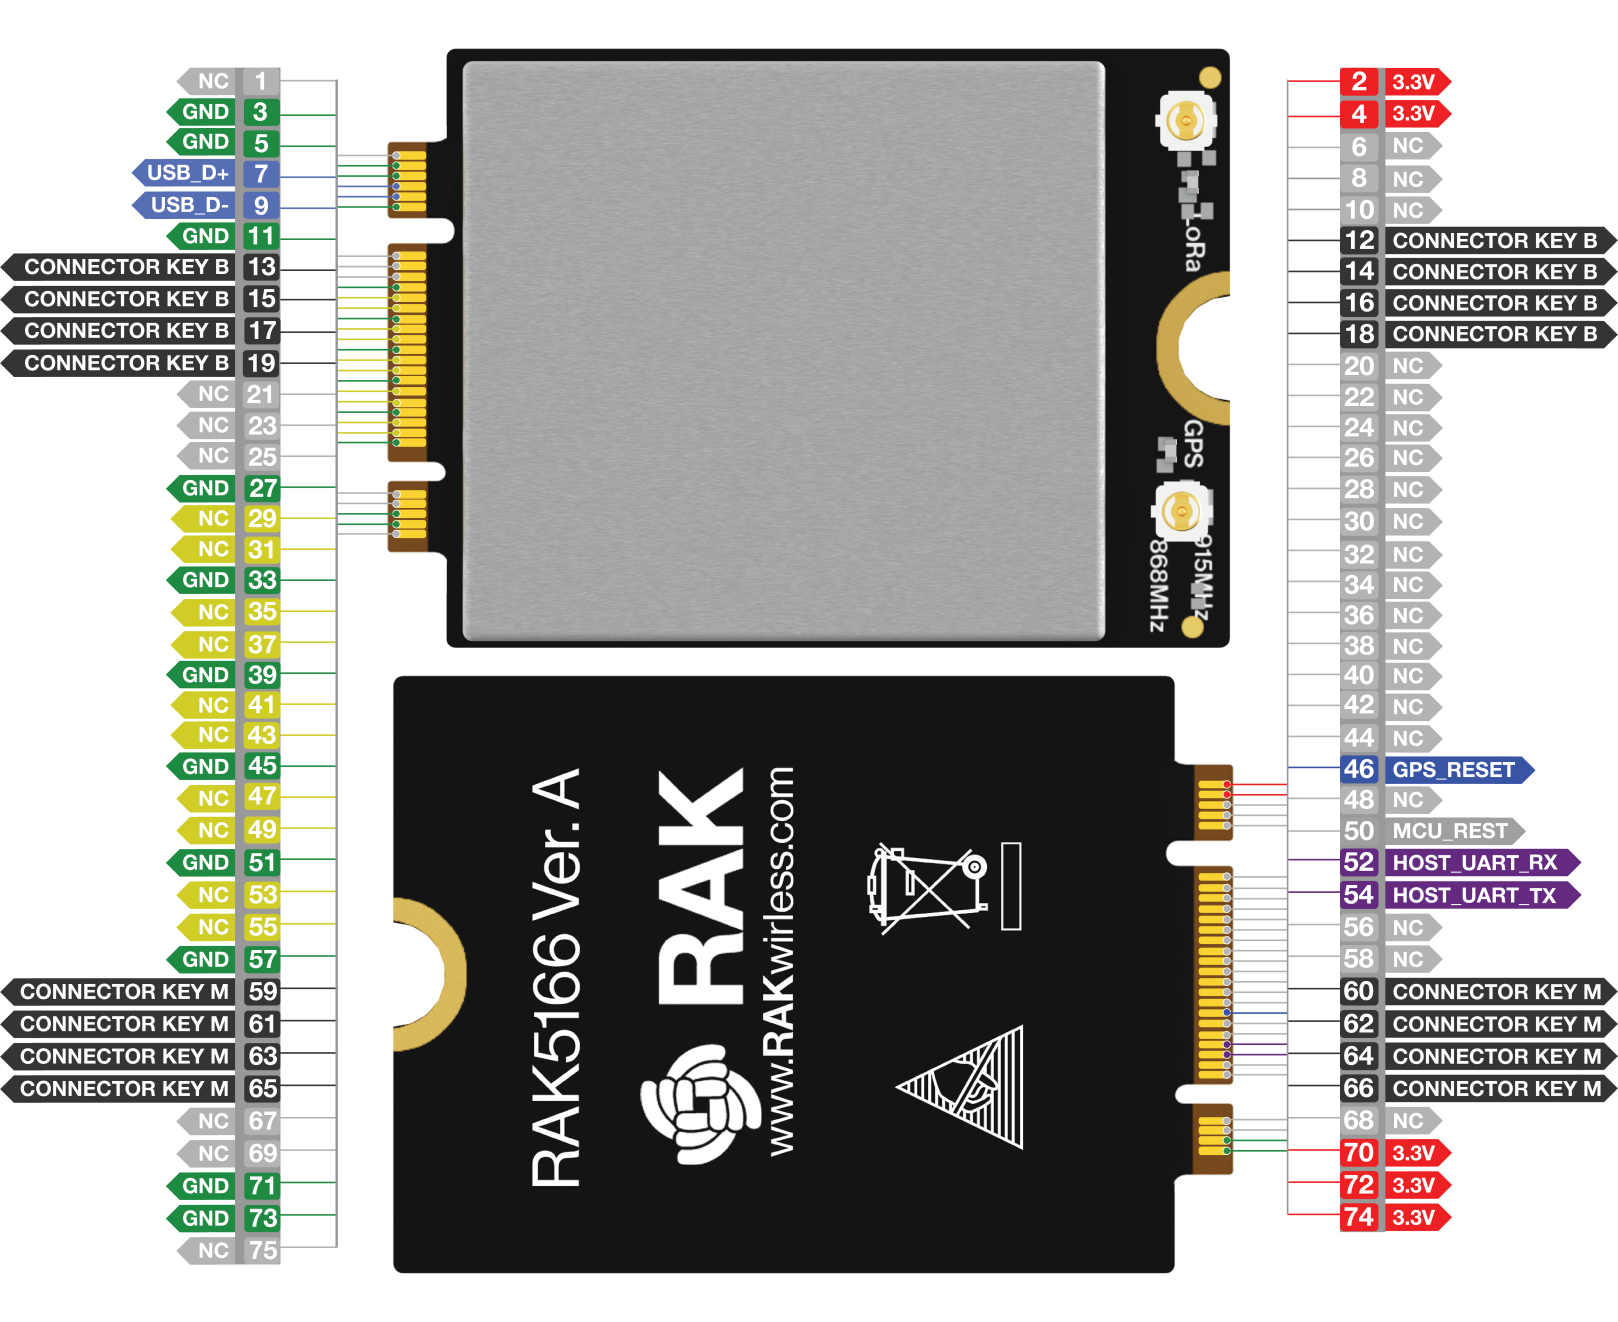 NC 1
GND 3
GND 5
USB_D+ 7
USB_D- 9
GND 11
CONNECTOR KEY B 13
CONNECTOR KEY B 15
CONNECTOR KEY B 17
CONNECTOR KEY B 19
NC 21
NC 23
NC 25
GND 27
NC 29
NC 31
GND 33
NC 35
NC 37
GND 39
NC 41
NC 43
GND 45
NC 47
NC 49
GND 51
NC 53
NC 55
GND 57
CONNECTOR KEY M 59
CONNECTOR KEY M 61
CONNECTOR KEY M 63
CONNECTOR KEY M 65
NC 67
NC 69
GND 71
GND 73
NC 75
LoRa
GPS
915MHz
868MHz
RAK5166 Ver. A
RAK
www.RAKwirless.com
2 3.3V
4 3.3V
6 NC
8 NC
10 NC
12 CONNECTOR KEY B
14 CONNECTOR KEY B
16 CONNECTOR KEY B
18 CONNECTOR KEY B
20 NC
22 NC
24 NC
26 NC
28 NC
30 NC
32 NC
34 NC
36 NC
38 NC
40 NC
42 NC
44 NC
46 GPS_RESET
48 NC
50 MCU_REST
52 HOST_UART_RX
54 HOST_UART_TX
56 NC
58 NC
60 CONNECTOR KEY M
62 CONNECTOR KEY M
64 CONNECTOR KEY M
66 CONNECTOR KEY M
68 NC
70 3.3V
72 3.3V
74 3.3V